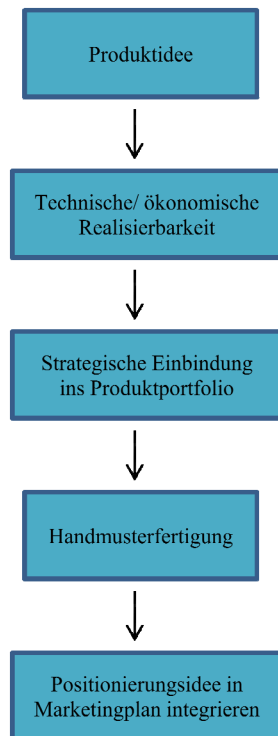 Produktidee
Technische/ ökonomische
Realisierbarkeit
Strategische Einbindung
ins Produktportfolio
Handmusterfertigung
Positionierungsidee in
Marketingplan integrieren